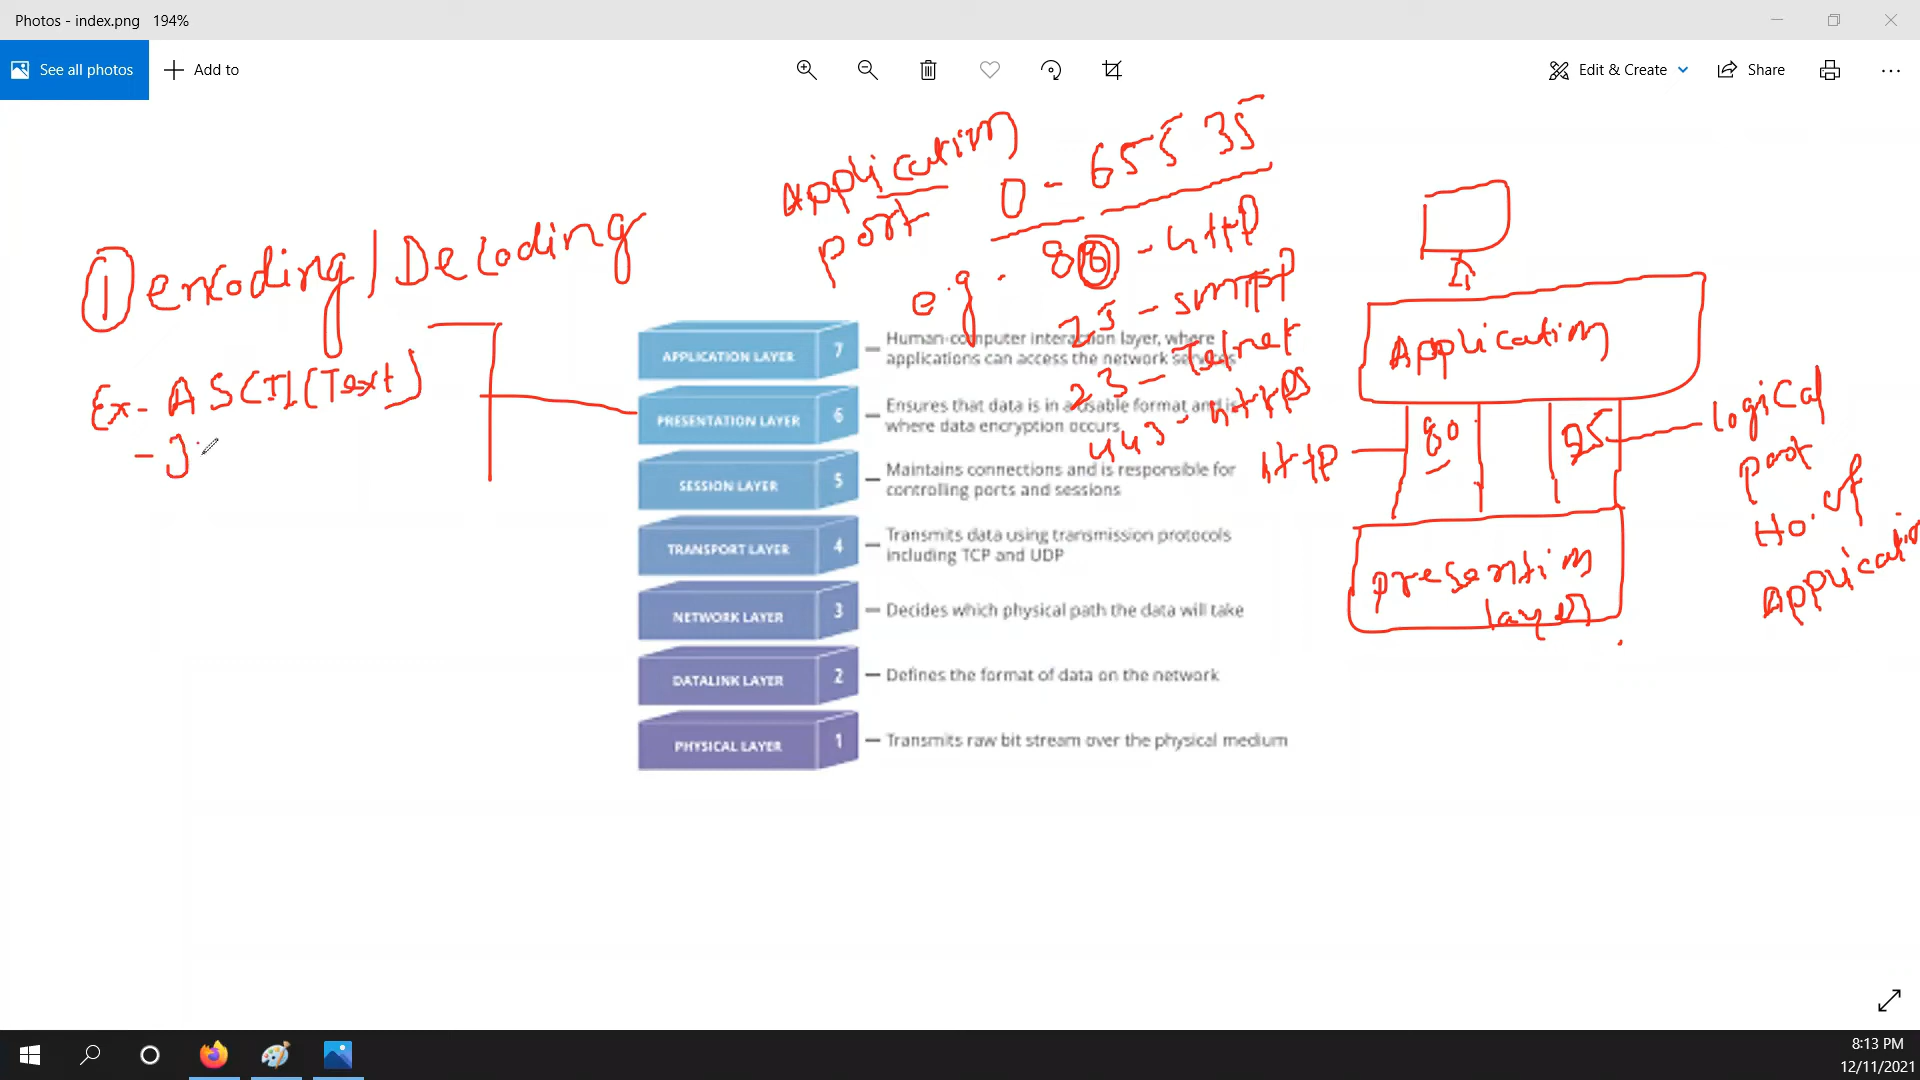 Photos - index.png 194%
See all photos
Add to
Edit & Create
Share
Application
port
0 - 65535
e.g. 80 - http
25 - SMTP
23 - Telnet
443 - https
① encoding / Decoding
Ex - ASCII (Text)
- J
APPLICATION LAYER 7
Human-computer interaction layer, where
applications can access the network services
PRESENTATION LAYER 6
Ensures that data is in a usable format and is
where data encryption occurs
SESSION LAYER 5
Maintains connections and is responsible for
controlling ports and sessions
TRANSPORT LAYER 4
Transmits data using transmission protocols
including TCP and UDP
NETWORK LAYER 3
Decides which physical path the data will take
DATALINK LAYER 2
Defines the format of data on the network
PHYSICAL LAYER 1
Transmits raw bit stream over the physical medium
Application
http
80
25
logical
port
No. of
Application
presentation
layer
8:13 PM
12/11/2021